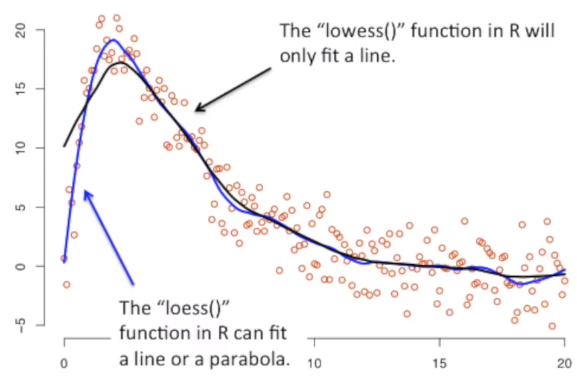 The “lowess()” function in R will
only fit a line.
The “loess()”
function in R can fit
a line or a parabola.
20
15
10
5
0
−5
0
10
15
20